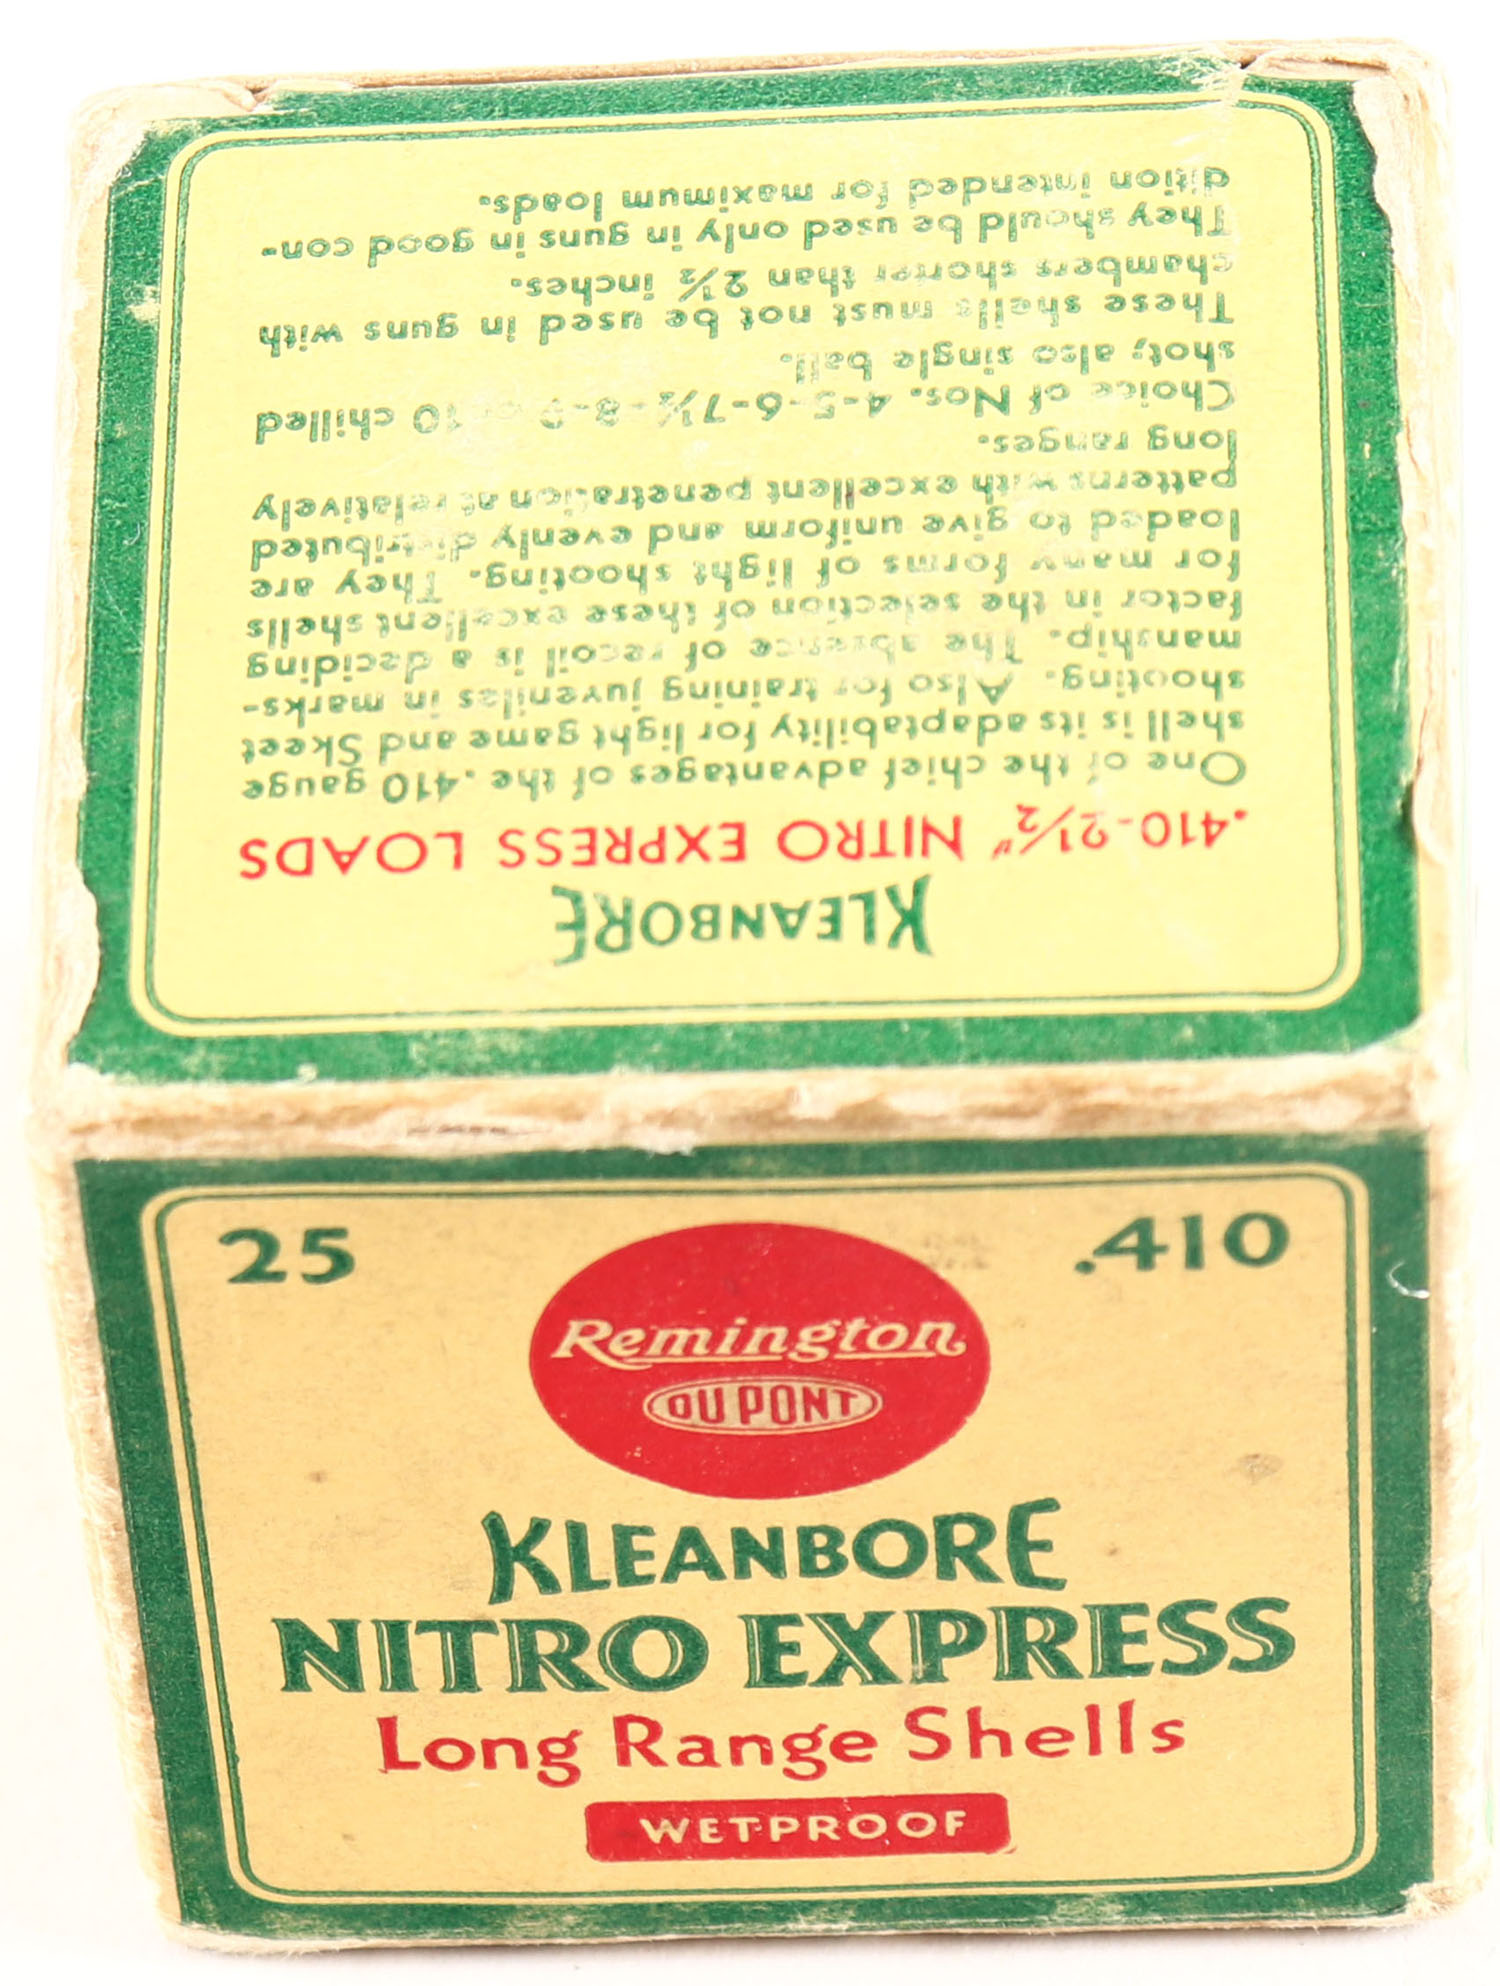 KLEANBORE
.410-2½" NITRO EXPRESS LOADS
One of the chief advantages of the .410 gauge
shell is its adaptability for light game and Skeet
shooting. Also for training juveniles in marks-
manship. The absence of recoil is a deciding
factor in the selection of these excellent shells
for many forms of light shooting. They are
loaded to give uniform and evenly distributed
patterns with excellent penetration at relatively
long ranges.
Choice of Nos. 4-5-6-7½-8-9 or 10 chilled
shot; also single ball.
These shells must not be used in guns with
chambers shorter than 2½ inches.
They should be used only in guns in good con-
dition intended for maximum loads.
25 .410
Remington
DU PONT
KLEANBORE
NITRO EXPRESS
Long Range Shells
WETPROOF